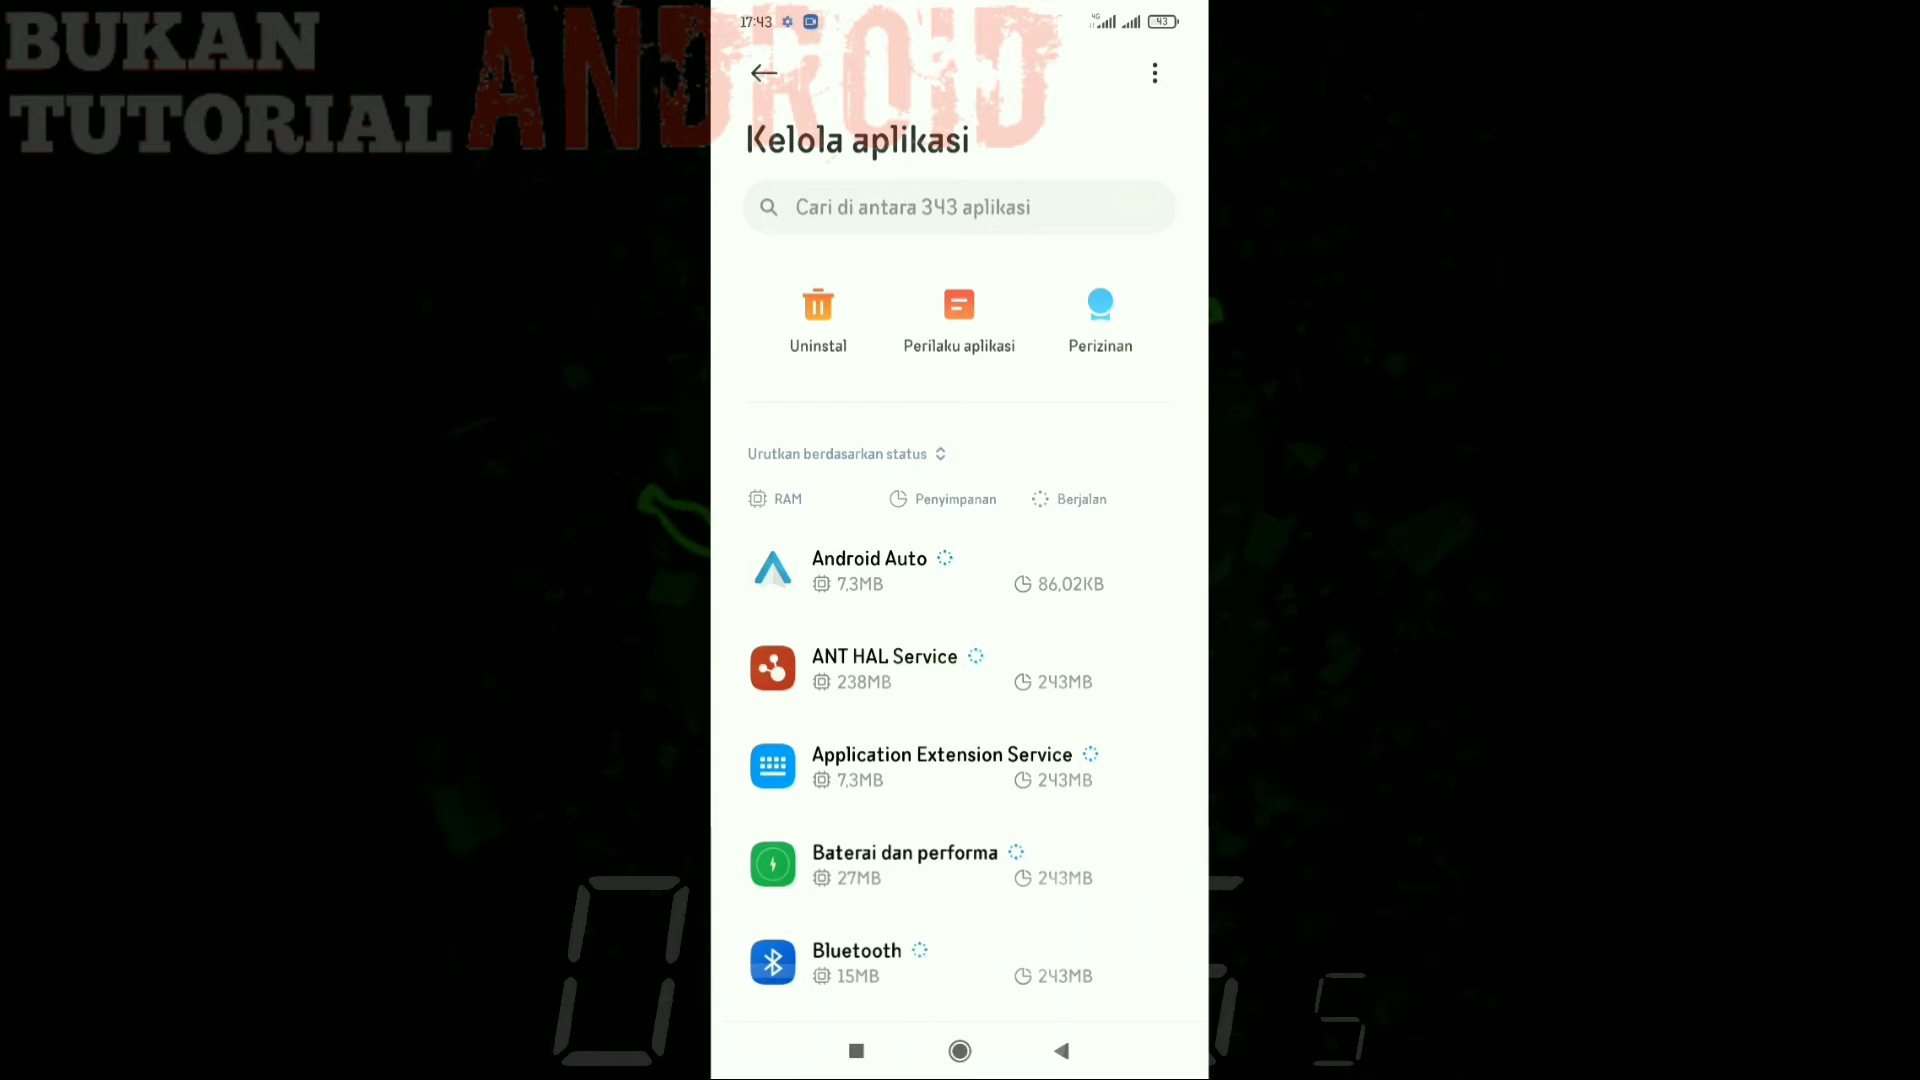 BUKAN
TUTORIAL
ANDROID
17:43
4G
43
Kelola aplikasi
Cari di antara 343 aplikasi
Uninstal
Perilaku aplikasi
Perizinan
Urutkan berdasarkan status
RAM
Penyimpanan
Berjalan
Android Auto
7,3MB
86,02KB
ANT HAL Service
238MB
243MB
Application Extension Service
7,3MB
243MB
Baterai dan performa
27MB
243MB
Bluetooth
15MB
243MB